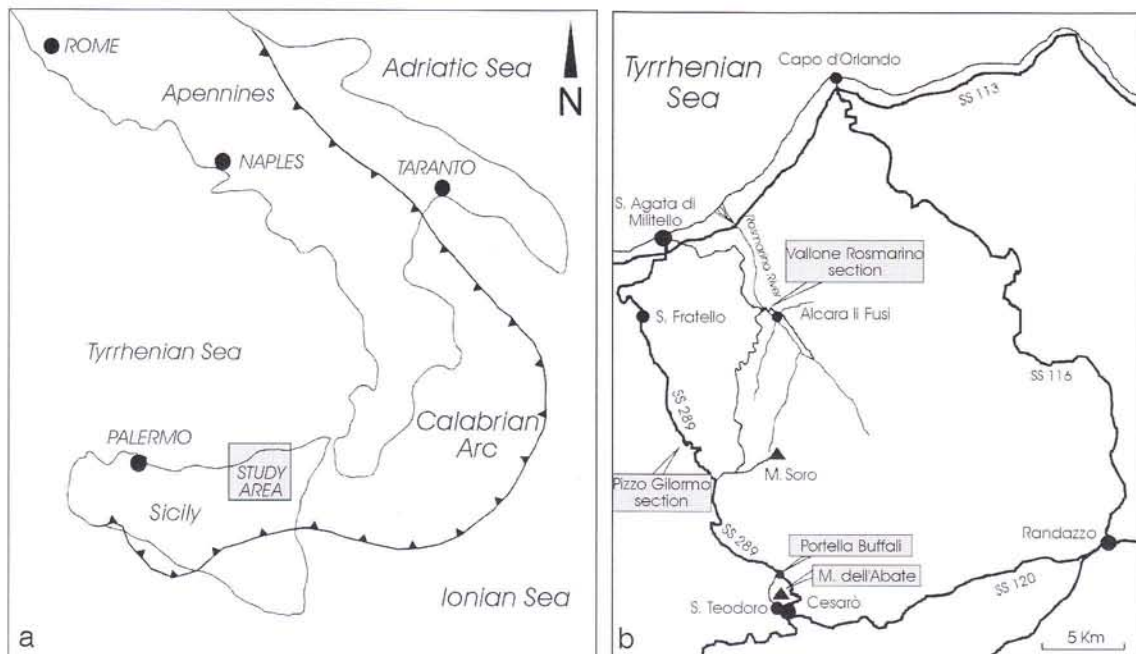 ROME
Adriatic Sea
Apennines
N
NAPLES
TARANTO
Tyrrhenian Sea
Calabrian
Arc
PALERMO
STUDY
AREA
Sicily
Ionian Sea
a
Tyrrhenian
Sea
Capo d'Orlando
SS 113
S. Agata di
Militello
Rosmarino River
Vallone Rosmarino
section
S. Fratello
Alcara li Fusi
SS 116
SS 289
M. Soro
Pizzo Gilormo
section
SS 289
Portella Buffali
Randazzo
M. dell'Abate
SS 120
S. Teodoro
Cesarò
5 Km
b